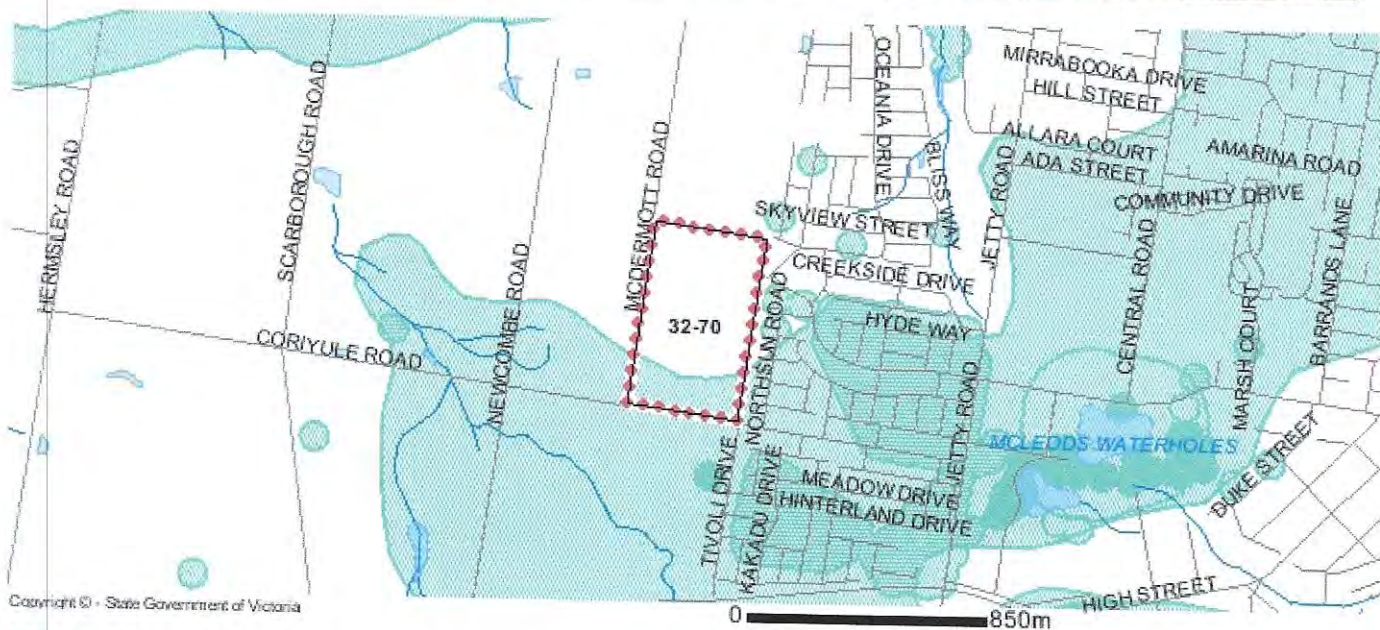 OCEANIA DRIVE
MIRRABOOKA DRIVE
HILL STREET
ALLARA COURT
ADA STREET
AMARINA ROAD
COMMUNITY DRIVE
HERMSLEY ROAD
SCARBOROUGH ROAD
MCDERMOTT ROAD
BLISS WAY
JETTY ROAD
SKYVIEW STREET
CREEKSIDE DRIVE
CENTRAL ROAD
MARSH COURT
BARRANDS LANE
NEWCOMBE ROAD
32-70
NORTHSUN ROAD
HYDE WAY
CORIYULE ROAD
JETTY ROAD
MCLEODS WATERHOLES
DUKE STREET
TIVOLI DRIVE
KAKADU DRIVE
MEADOW DRIVE
HINTERLAND DRIVE
HIGH STREET
Copyright © - State Government of Victoria
0 850m